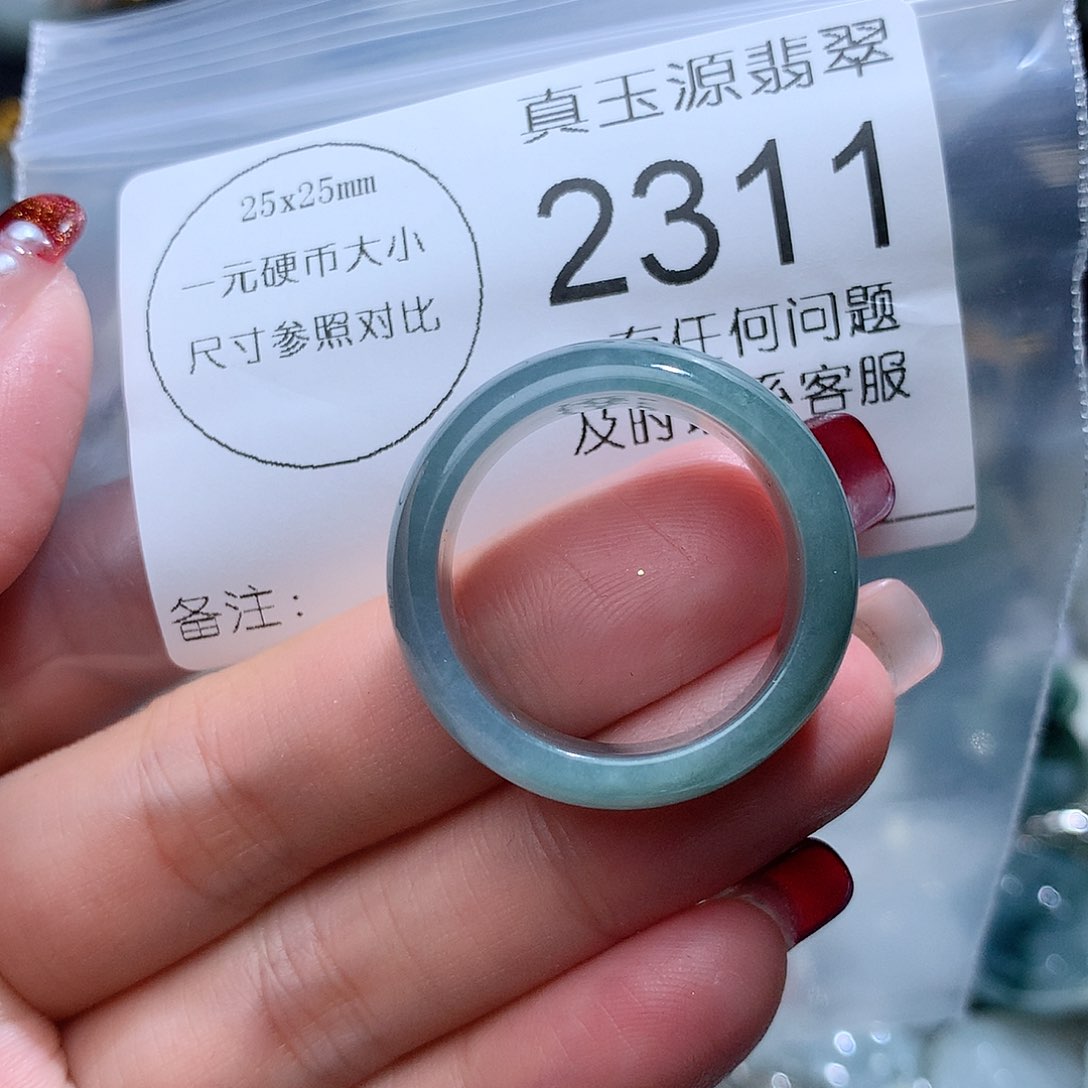 真玉源翡翠
2311
25x25mm
一元硬币大小
尺寸参照对比
任何问题
及时 客服
备注: